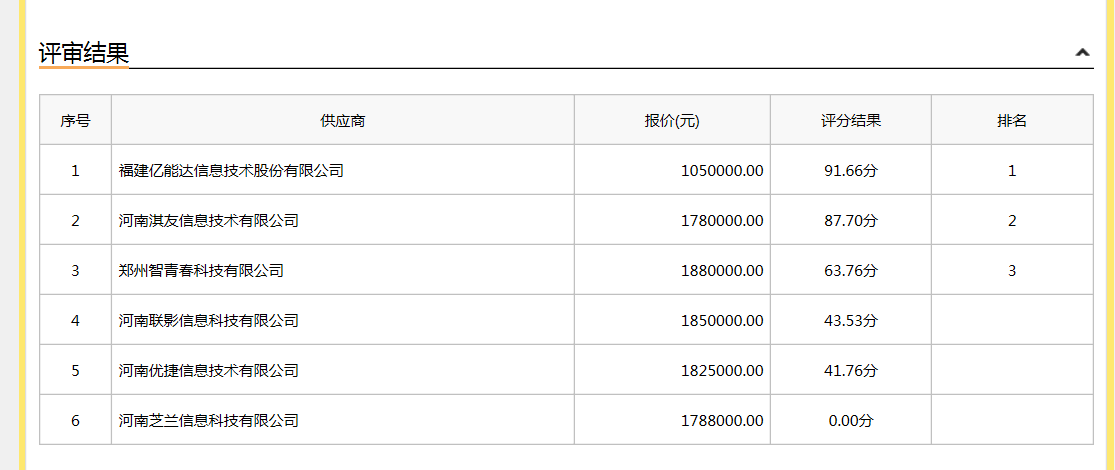 评审结果
序号 供应商 报价(元) 评分结果 排名
1 福建亿能达信息技术股份有限公司 1050000.00 91.66分 1
2 河南淇友信息技术有限公司 1780000.00 87.70分 2
3 郑州智青春科技有限公司 1880000.00 63.76分 3
4 河南联影信息科技有限公司 1850000.00 43.53分
5 河南优捷信息技术有限公司 1825000.00 41.76分
6 河南芝兰信息科技有限公司 1788000.00 0.00分